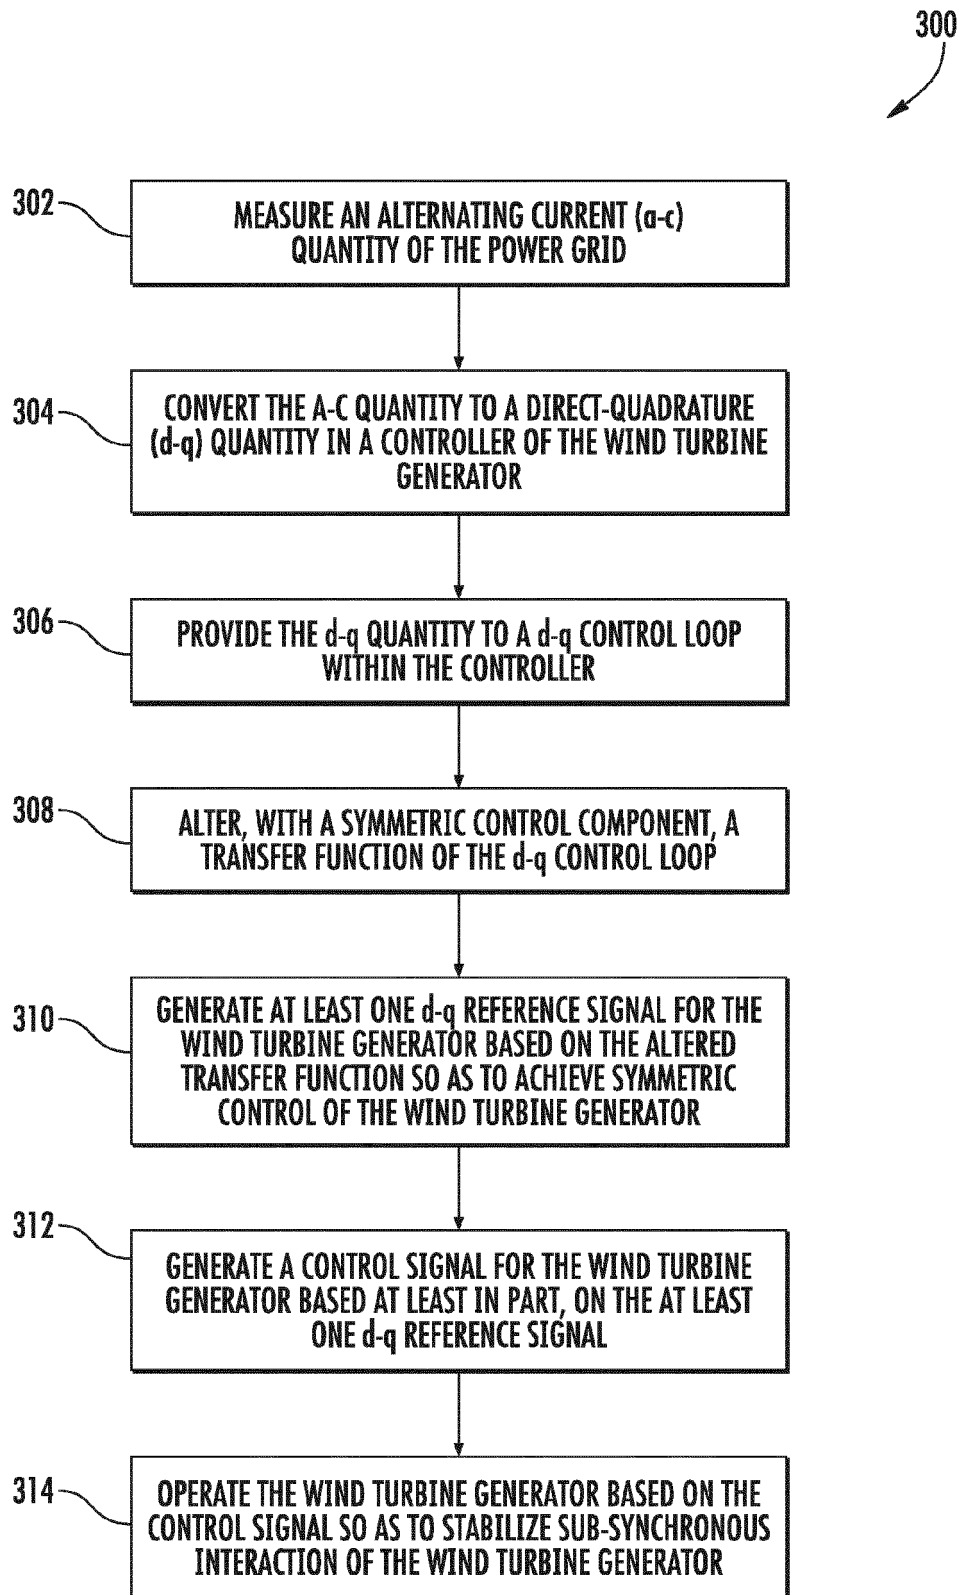 300
302
MEASURE AN ALTERNATING CURRENT (a-c)
QUANTITY OF THE POWER GRID
304
CONVERT THE A-C QUANTITY TO A DIRECT-QUADRATURE
(d-q) QUANTITY IN A CONTROLLER OF THE WIND TURBINE
GENERATOR
306
PROVIDE THE d-q QUANTITY TO A d-q CONTROL LOOP
WITHIN THE CONTROLLER
308
ALTER, WITH A SYMMETRIC CONTROL COMPONENT, A
TRANSFER FUNCTION OF THE d-q CONTROL LOOP
310
GENERATE AT LEAST ONE d-q REFERENCE SIGNAL FOR THE
WIND TURBINE GENERATOR BASED ON THE ALTERED
TRANSFER FUNCTION SO AS TO ACHIEVE SYMMETRIC
CONTROL OF THE WIND TURBINE GENERATOR
312
GENERATE A CONTROL SIGNAL FOR THE WIND TURBINE
GENERATOR BASED AT LEAST IN PART, ON THE AT LEAST
ONE d-q REFERENCE SIGNAL
314
OPERATE THE WIND TURBINE GENERATOR BASED ON THE
CONTROL SIGNAL SO AS TO STABILIZE SUB-SYNCHRONOUS
INTERACTION OF THE WIND TURBINE GENERATOR